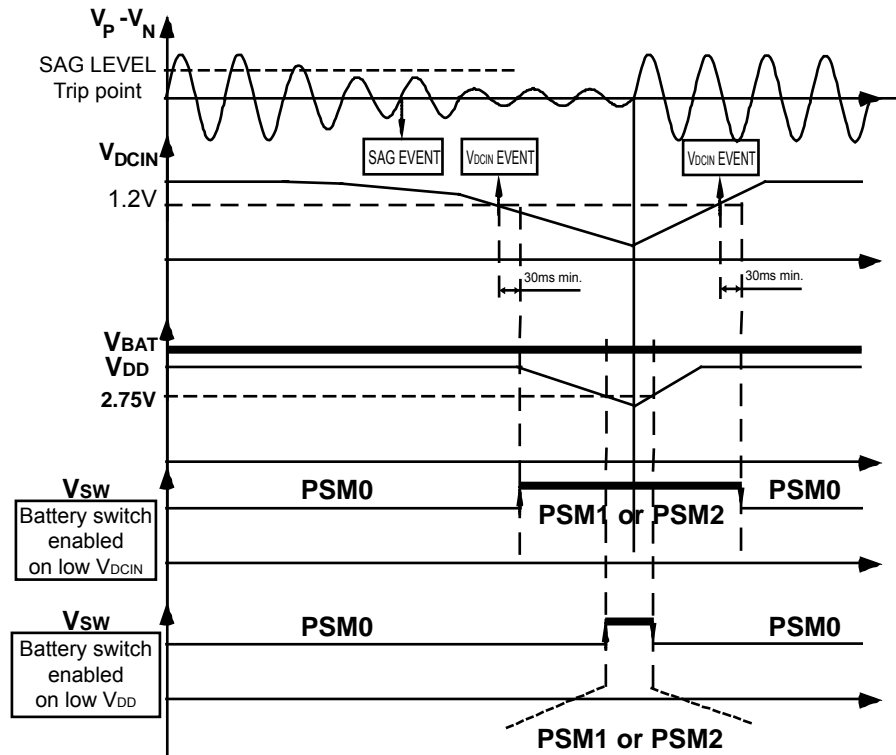 VP - VN
SAG LEVEL
Trip point
SAG EVENT
VDCIN EVENT
VDCIN EVENT
VDCIN
1.2V
30ms min.
30ms min.
VBAT
VDD
2.75V
VSW
PSM0
PSM1 or PSM2
PSM0
Battery switch
enabled
on low VDCIN
VSW
PSM0
PSM0
Battery switch
enabled
on low VDD
PSM1 or PSM2